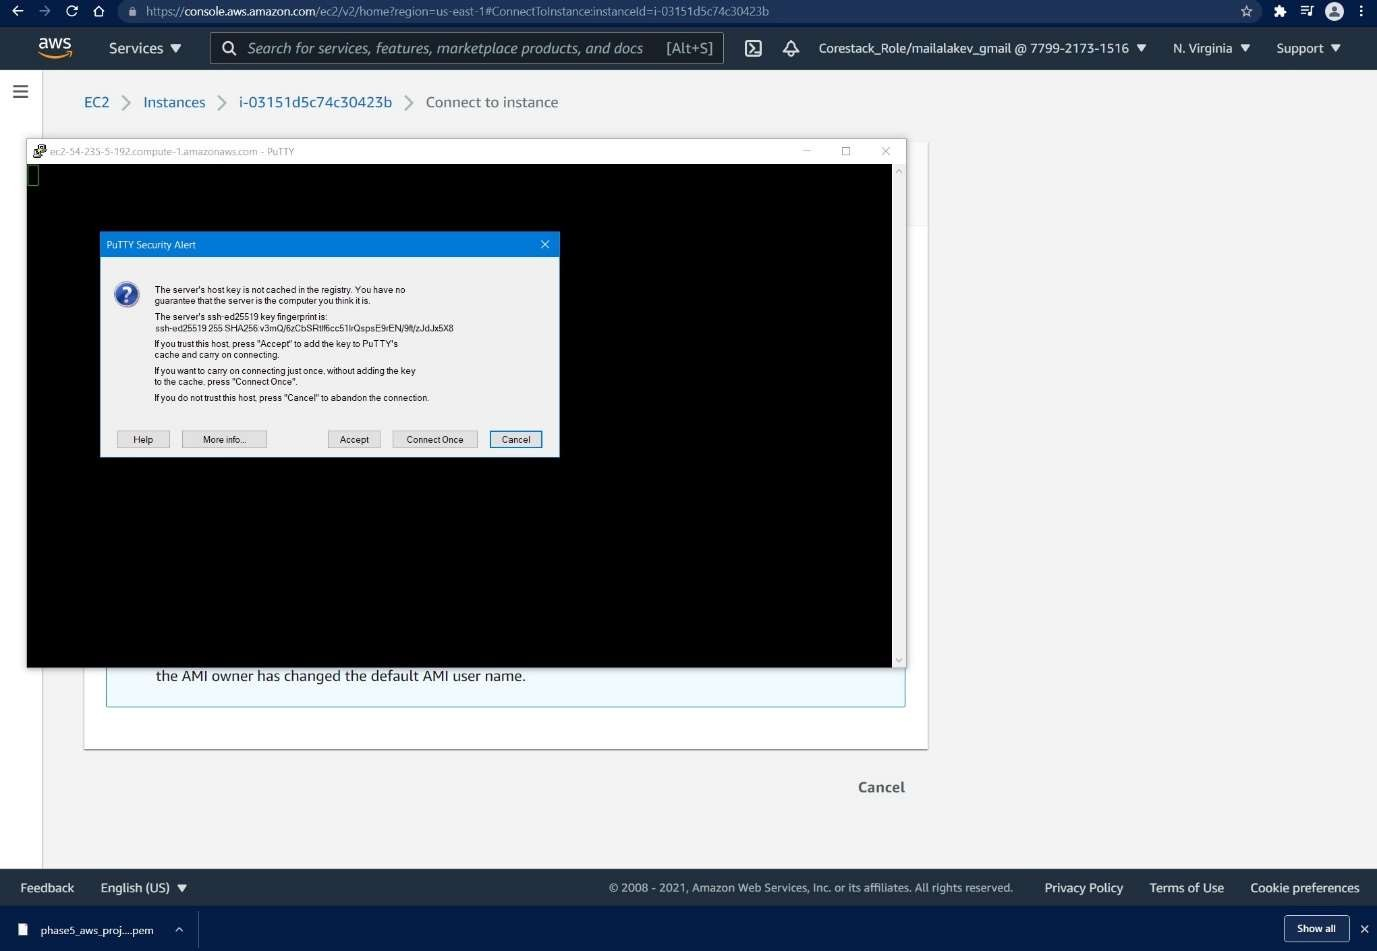 https://console.aws.amazon.com/ec2/v2/home?region=us-east-1#ConnectToInstance:instanceId=i-03151d5c74c30423b
aws
Services
Search for services, features, marketplace products, and docs [Alt+S]
Corestack_Role/mailalakev_gmail @ 7799-2173-1516
N. Virginia
Support
EC2
Instances
i-03151d5c74c30423b
Connect to instance
ec2-54-235-5-192.compute-1.amazonaws.com - PuTTY
PuTTY Security Alert
The server's host key is not cached in the registry. You have no
guarantee that the server is the computer you think it is.
The server's ssh-ed25519 key fingerprint is:
ssh-ed25519 255
If you trust this host, press "Accept" to add the key to PuTTY's
cache and carry on connecting.
If you want to carry on connecting just once, without adding the key
to the cache, press "Connect Once".
If you do not trust this host, press "Cancel" to abandon the connection.
Help
More info...
Accept
Connect Once
Cancel
the AMI owner has changed the default AMI user name.
Cancel
Feedback
English (US)
© 2008 - 2021, Amazon Web Services, Inc. or its affiliates. All rights reserved.
Privacy Policy
Terms of Use
Cookie preferences
phase5_aws_proj....pem
Show all